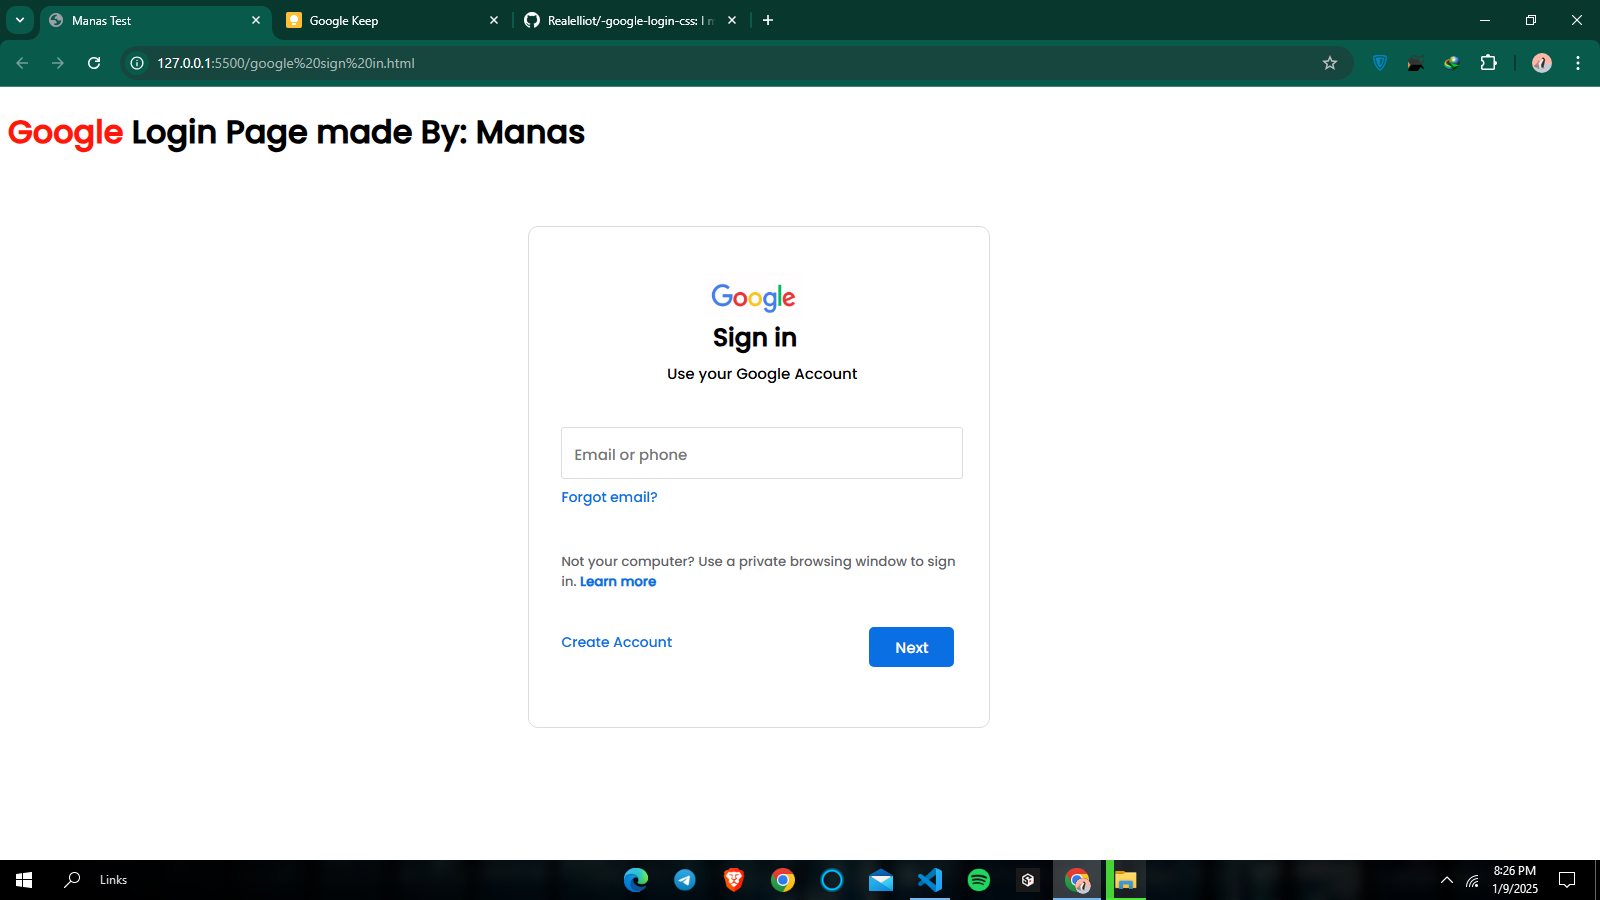 Manas Test
Google Keep
Realelliot/-google-login-css: I m
127.0.0.1:5500/google%20sign%20in.html
Google Login Page made By: Manas
Google
Sign in
Use your Google Account
Email or phone
Forgot email?
Not your computer? Use a private browsing window to sign
in. Learn more
Create Account
Next
Links
8:26 PM
1/9/2025